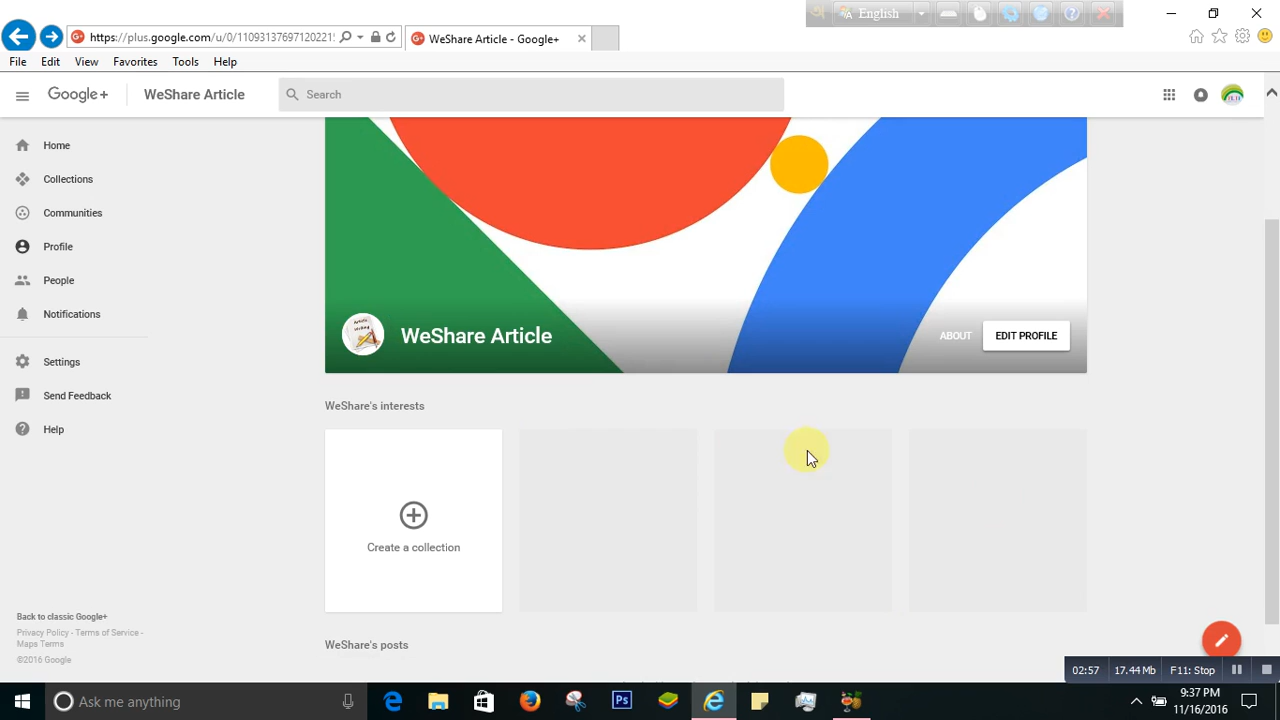 English
https://plus.google.com/u/0/11093137697120221
WeShare Article - Google+
File Edit View Favorites Tools Help
Google+
WeShare Article
Search
Home
Collections
Communities
Profile
People
Notifications
Settings
Send Feedback
Help
WeShare Article
ABOUT
EDIT PROFILE
WeShare's interests
Create a collection
WeShare's posts
Back to classic Google+
Privacy Policy - Terms of Service -
Maps Terms
©2016 Google
02:57 17.44 Mb F11: Stop
Ask me anything
9:37 PM
11/16/2016